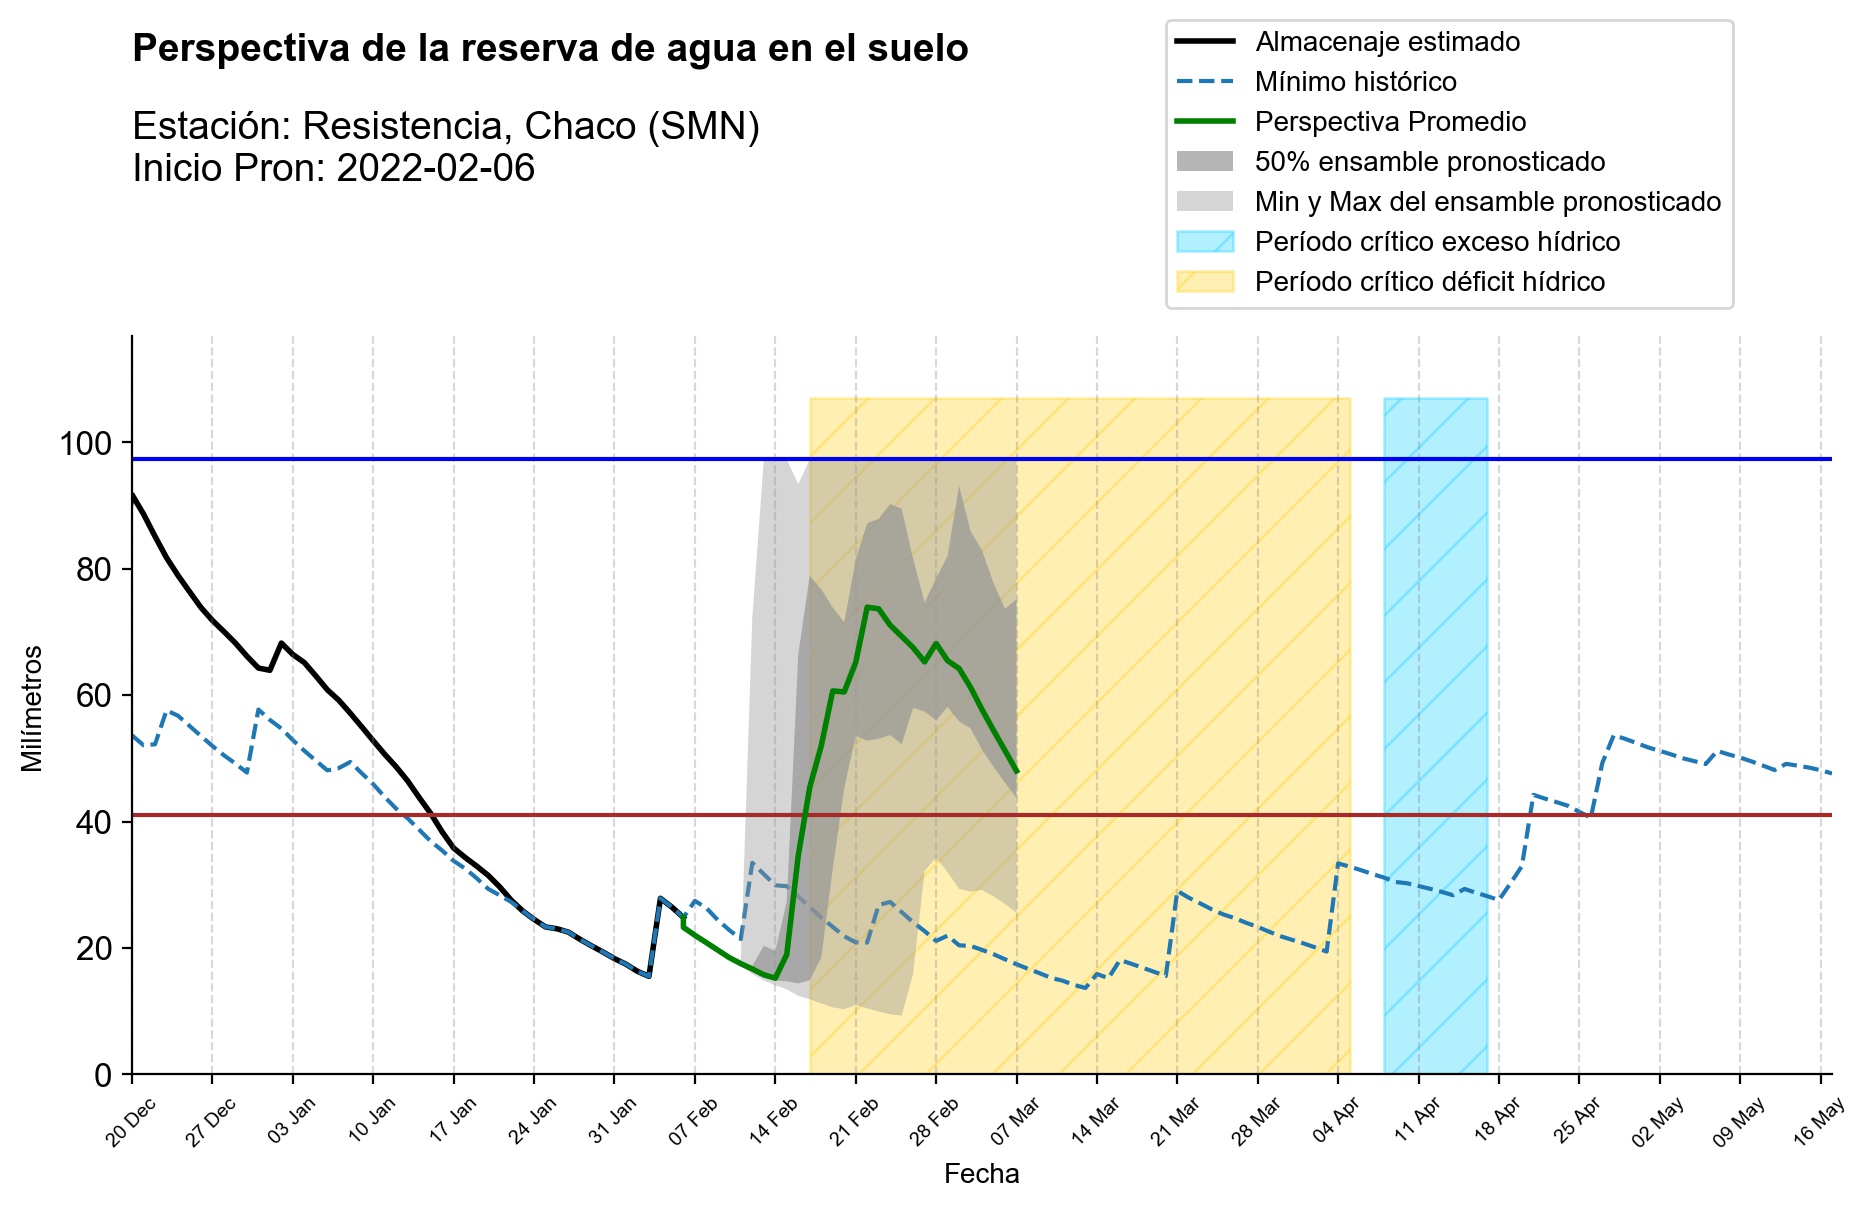 Perspectiva de la reserva de agua en el suelo
Estación: Resistencia, Chaco (SMN)
Inicio Pron: 2022-02-06
Almacenaje estimado
Mínimo histórico
Perspectiva Promedio
50% ensamble pronosticado
Min y Max del ensamble pronosticado
Período crítico exceso hídrico
Período crítico déficit hídrico
100
80
60
40
20
0
Milímetros
20 Dec
27 Dec
03 Jan
10 Jan
17 Jan
24 Jan
31 Jan
07 Feb
14 Feb
21 Feb
28 Feb
07 Mar
14 Mar
21 Mar
28 Mar
04 Apr
11 Apr
18 Apr
25 Apr
02 May
09 May
16 May
Fecha